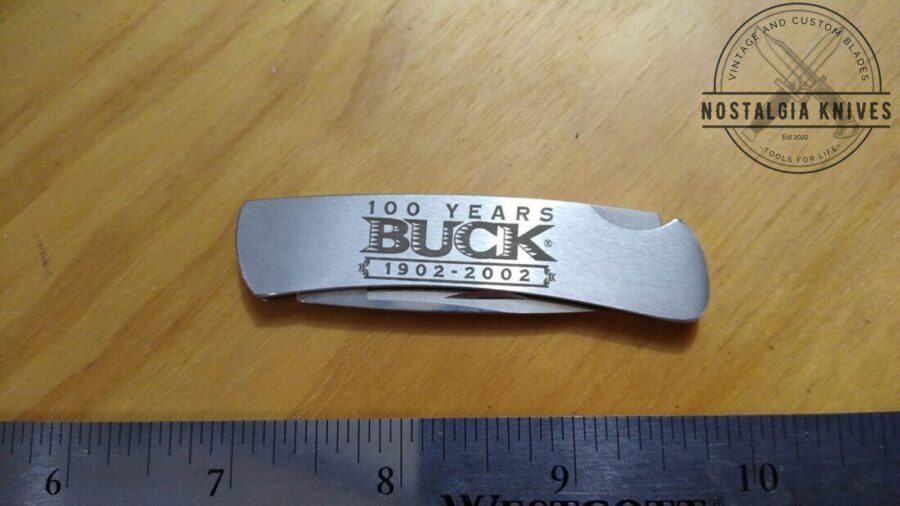 VINTAGE AND CUSTOM BLADES
NOSTALGIA KNIVES
Est 2022
-TOOLS FOR LIFE-
100 YEARS
BUCK®
1902-2002
6 7 8 9 10
WESTCOTT®